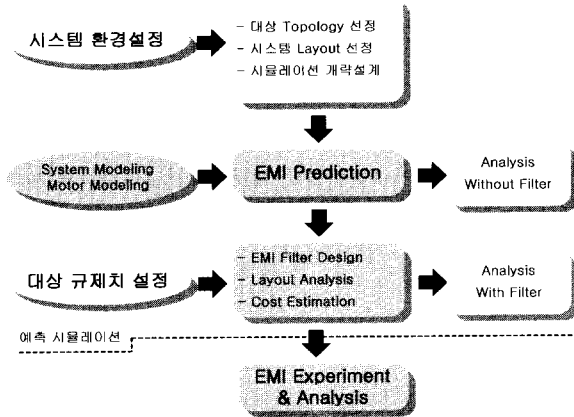 시스템 환경설정
- 대상 Topology 선정
- 시스템 Layout 선정
- 시뮬레이션 개략설계
System Modeling
Motor Modeling
EMI Prediction
Analysis
Without Filter
대상 규제치 설정
- EMI Filter Design
- Layout Analysis
- Cost Estimation
Analysis
With Filter
예측 시뮬레이션
EMI Experiment
& Analysis